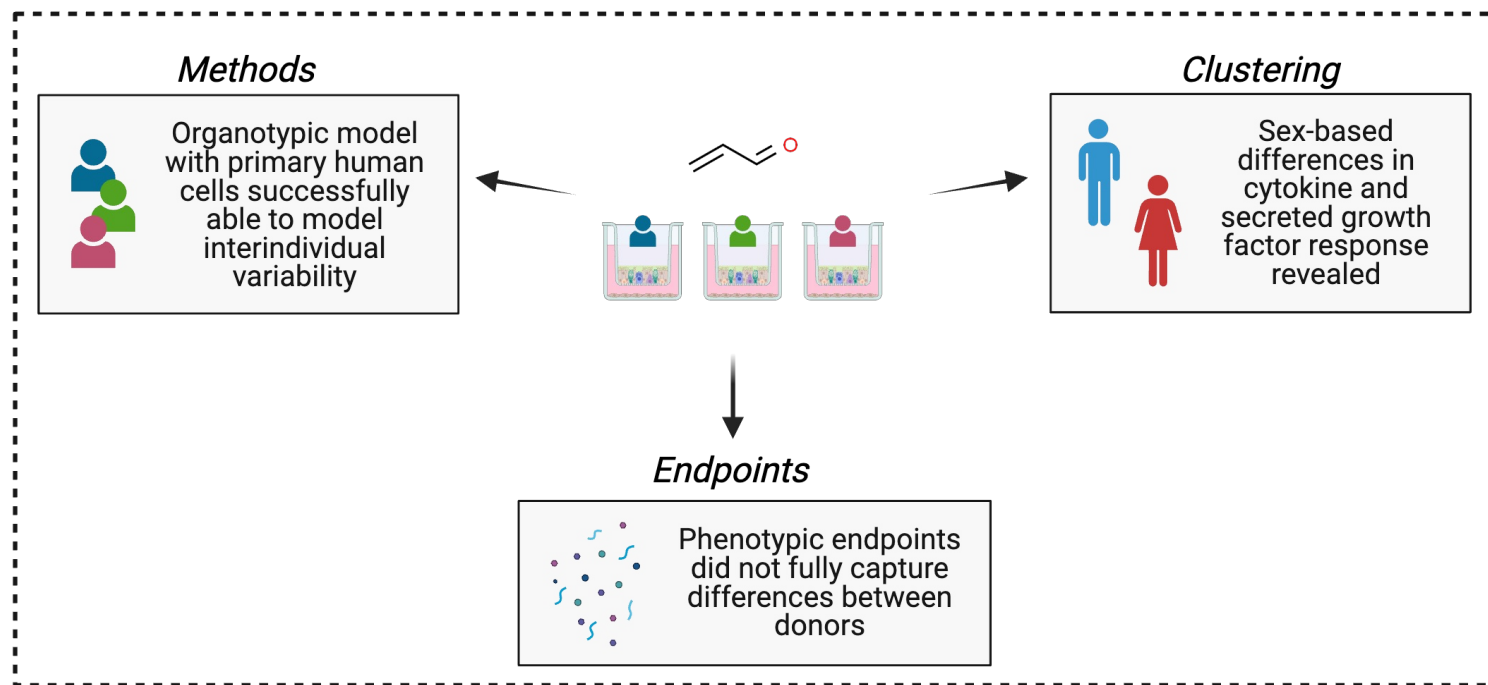 Methods
Organotypic model
with primary human
cells successfully
able to model
interindividual
variability
O
Clustering
Sex-based
differences in
cytokine and
secreted growth
factor response
revealed
Endpoints
Phenotypic endpoints
did not fully capture
differences between
donors